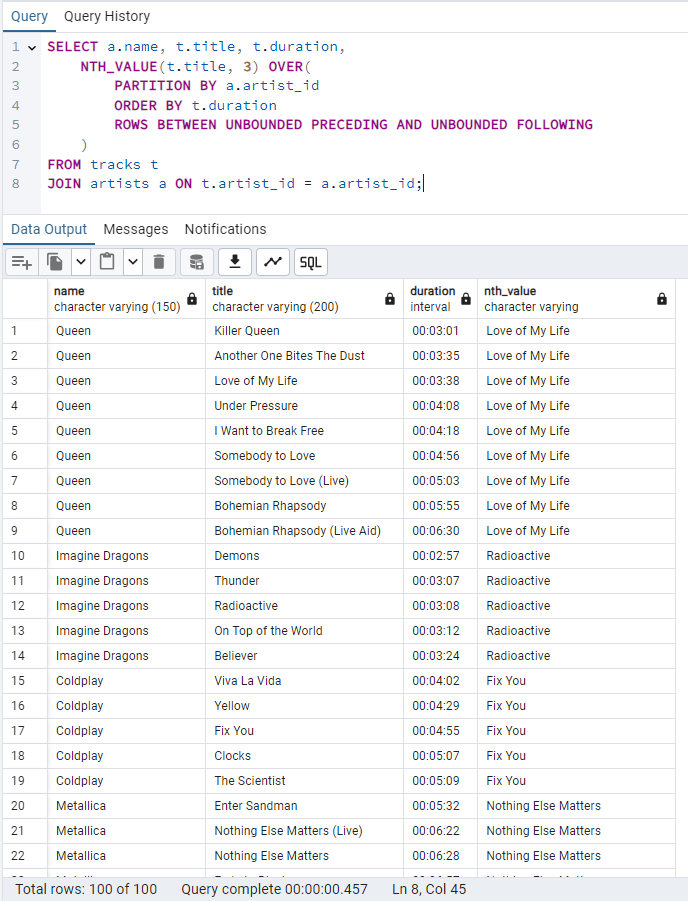 Query Query History
1 SELECT a.name, t.title, t.duration,
2 NTH_VALUE(t.title, 3) OVER(
3 PARTITION BY a.artist_id
4 ORDER BY t.duration
5 ROWS BETWEEN UNBOUNDED PRECEDING AND UNBOUNDED FOLLOWING
6 )
7 FROM tracks t
8 JOIN artists a ON t.artist_id = a.artist_id;
Data Output Messages Notifications
SQL
name title duration nth_value
character varying (150) character varying (200) interval character varying
1 Queen Killer Queen 00:03:01 Love of My Life
2 Queen Another One Bites The Dust 00:03:35 Love of My Life
3 Queen Love of My Life 00:03:38 Love of My Life
4 Queen Under Pressure 00:04:08 Love of My Life
5 Queen I Want to Break Free 00:04:18 Love of My Life
6 Queen Somebody to Love 00:04:56 Love of My Life
7 Queen Somebody to Love (Live) 00:05:03 Love of My Life
8 Queen Bohemian Rhapsody 00:05:55 Love of My Life
9 Queen Bohemian Rhapsody (Live Aid) 00:06:30 Love of My Life
10 Imagine Dragons Demons 00:02:57 Radioactive
11 Imagine Dragons Thunder 00:03:07 Radioactive
12 Imagine Dragons Radioactive 00:03:08 Radioactive
13 Imagine Dragons On Top of the World 00:03:12 Radioactive
14 Imagine Dragons Believer 00:03:24 Radioactive
15 Coldplay Viva La Vida 00:04:02 Fix You
16 Coldplay Yellow 00:04:29 Fix You
17 Coldplay Fix You 00:04:55 Fix You
18 Coldplay Clocks 00:05:07 Fix You
19 Coldplay The Scientist 00:05:09 Fix You
20 Metallica Enter Sandman 00:05:32 Nothing Else Matters
21 Metallica Nothing Else Matters (Live) 00:06:22 Nothing Else Matters
22 Metallica Nothing Else Matters 00:06:28 Nothing Else Matters
Total rows: 100 of 100 Query complete 00:00:00.457 Ln 8, Col 45